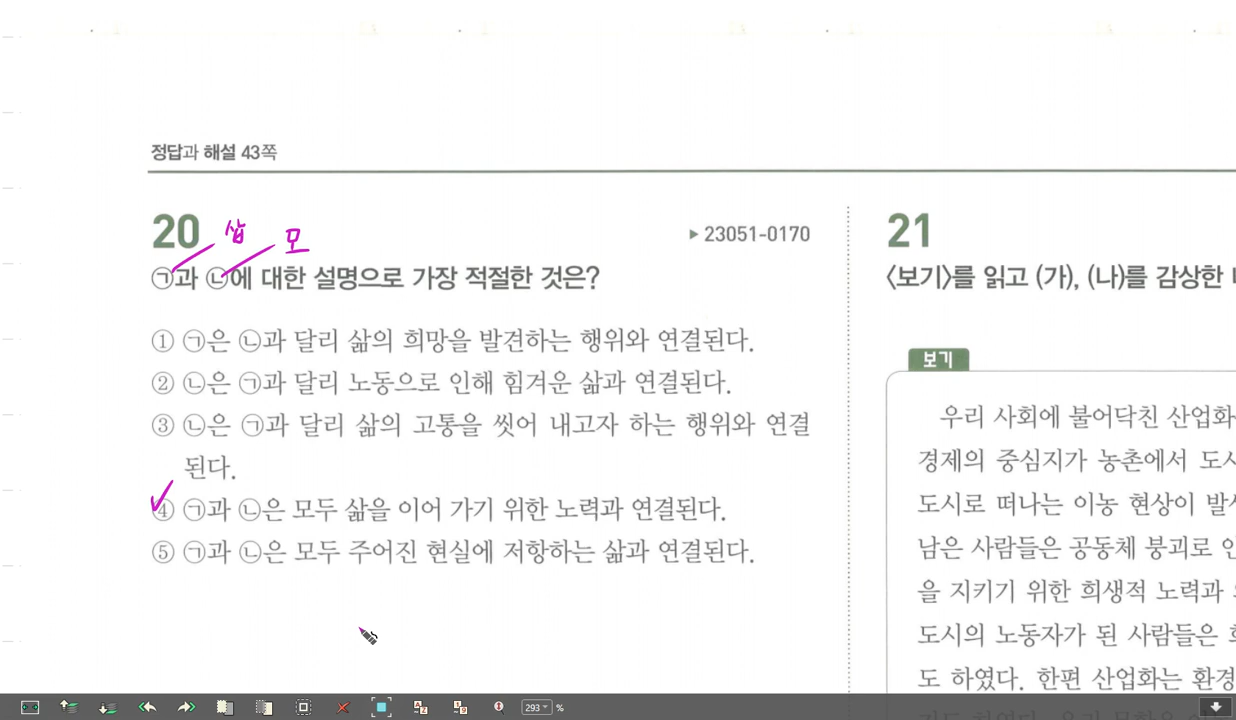 정답과 해설 43쪽
20
삽
모
▶ 23051-0170
㉠과 ㉡에 대한 설명으로 가장 적절한 것은?
① ㉠은 ㉡과 달리 삶의 희망을 발견하는 행위와 연결된다.
② ㉡은 ㉠과 달리 노동으로 인해 힘겨운 삶과 연결된다.
③ ㉡은 ㉠과 달리 삶의 고통을 씻어 내고자 하는 행위와 연결
된다.
④ ㉠과 ㉡은 모두 삶을 이어 가기 위한 노력과 연결된다.
⑤ ㉠과 ㉡은 모두 주어진 현실에 저항하는 삶과 연결된다.
21
〈보기〉를 읽고 (가), (나)를 감상한
보기
우리 사회에 불어닥친 산업화
경제의 중심지가 농촌에서
도시로 떠나는 이농 현상이
남은 사람들은 공동체 붕괴로
을 지키기 위한 희생적 노력과
도시의 노동자가 된 사람들은
도 하였다. 한편 산업화는 환경
293 %